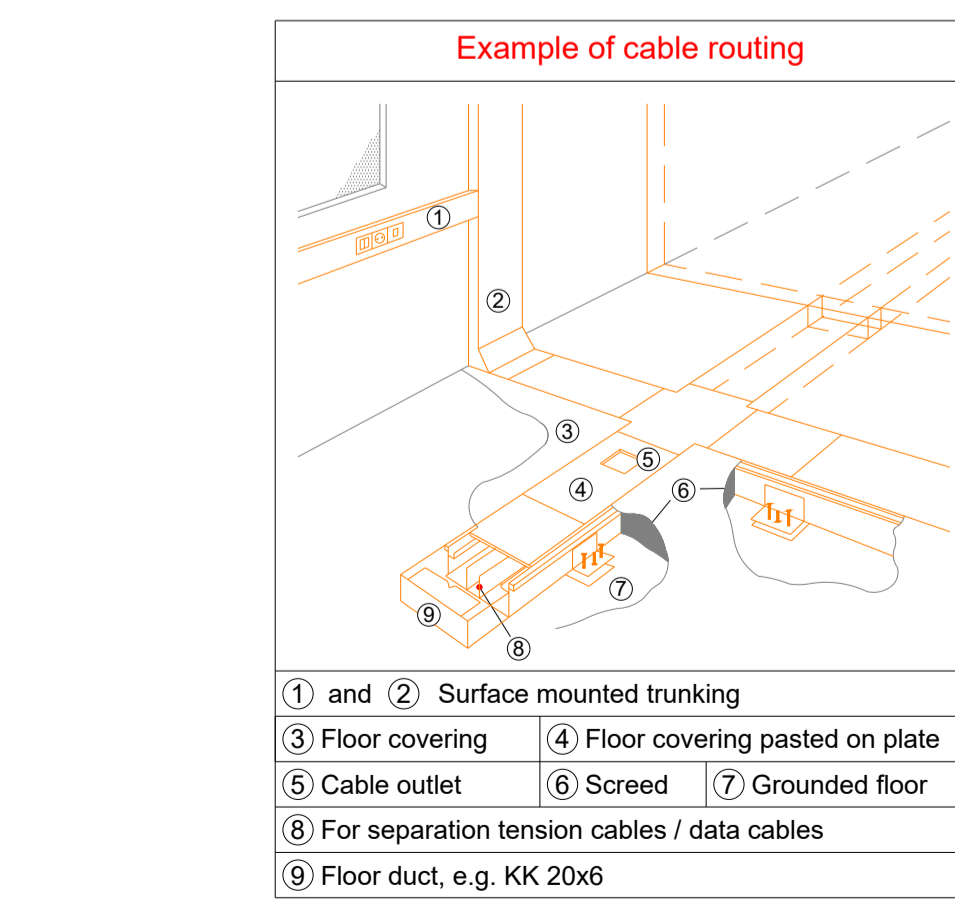 Example of cable routing
①
②
③
⑤
④
⑥
⑦
⑨
⑧
① and ② Surface mounted trunking
③ Floor covering
④ Floor covering pasted on plate
⑤ Cable outlet
⑥ Screed
⑦ Grounded floor
⑧ For separation tension cables / data cables
⑨ Floor duct, e.g. KK 20x6